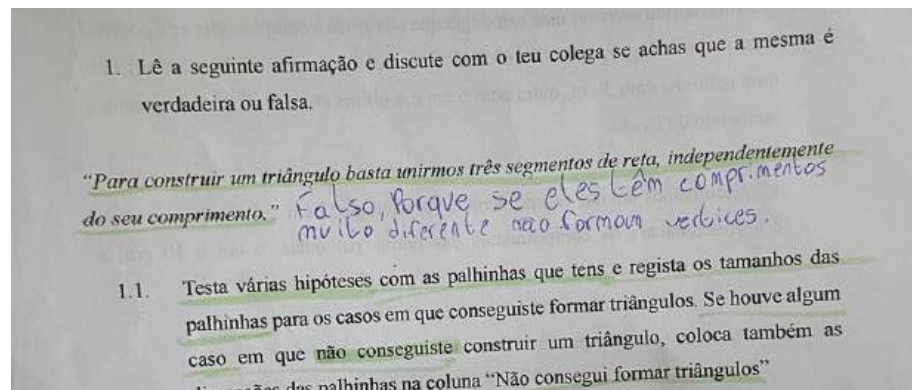 1. Lê a seguinte afirmação e discute com o teu colega se achas que a mesma é
verdadeira ou falsa.
“Para construir um triângulo basta unirmos três segmentos de reta, independentemente
do seu comprimento.” Falso, Porque se eles têm comprimentos
muito diferente nao formam vertices.
1.1. Testa várias hipóteses com as palhinhas que tens e regista os tamanhos das
palhinhas para os casos em que conseguiste formar triângulos. Se houve algum
caso em que não conseguiste construir um triângulo, coloca também as
das palhinhas na coluna “Não consegui formar triângulos”